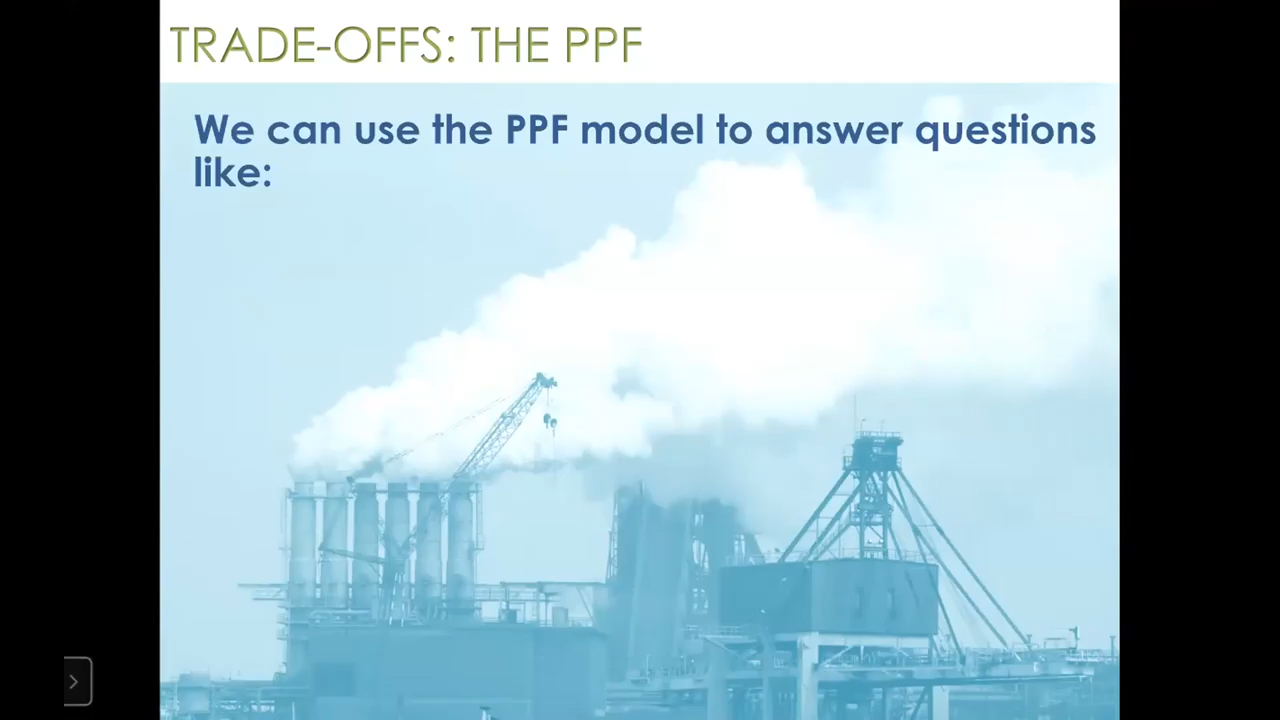 TRADE-OFFS: THE PPF
We can use the PPF model to answer questions
like: